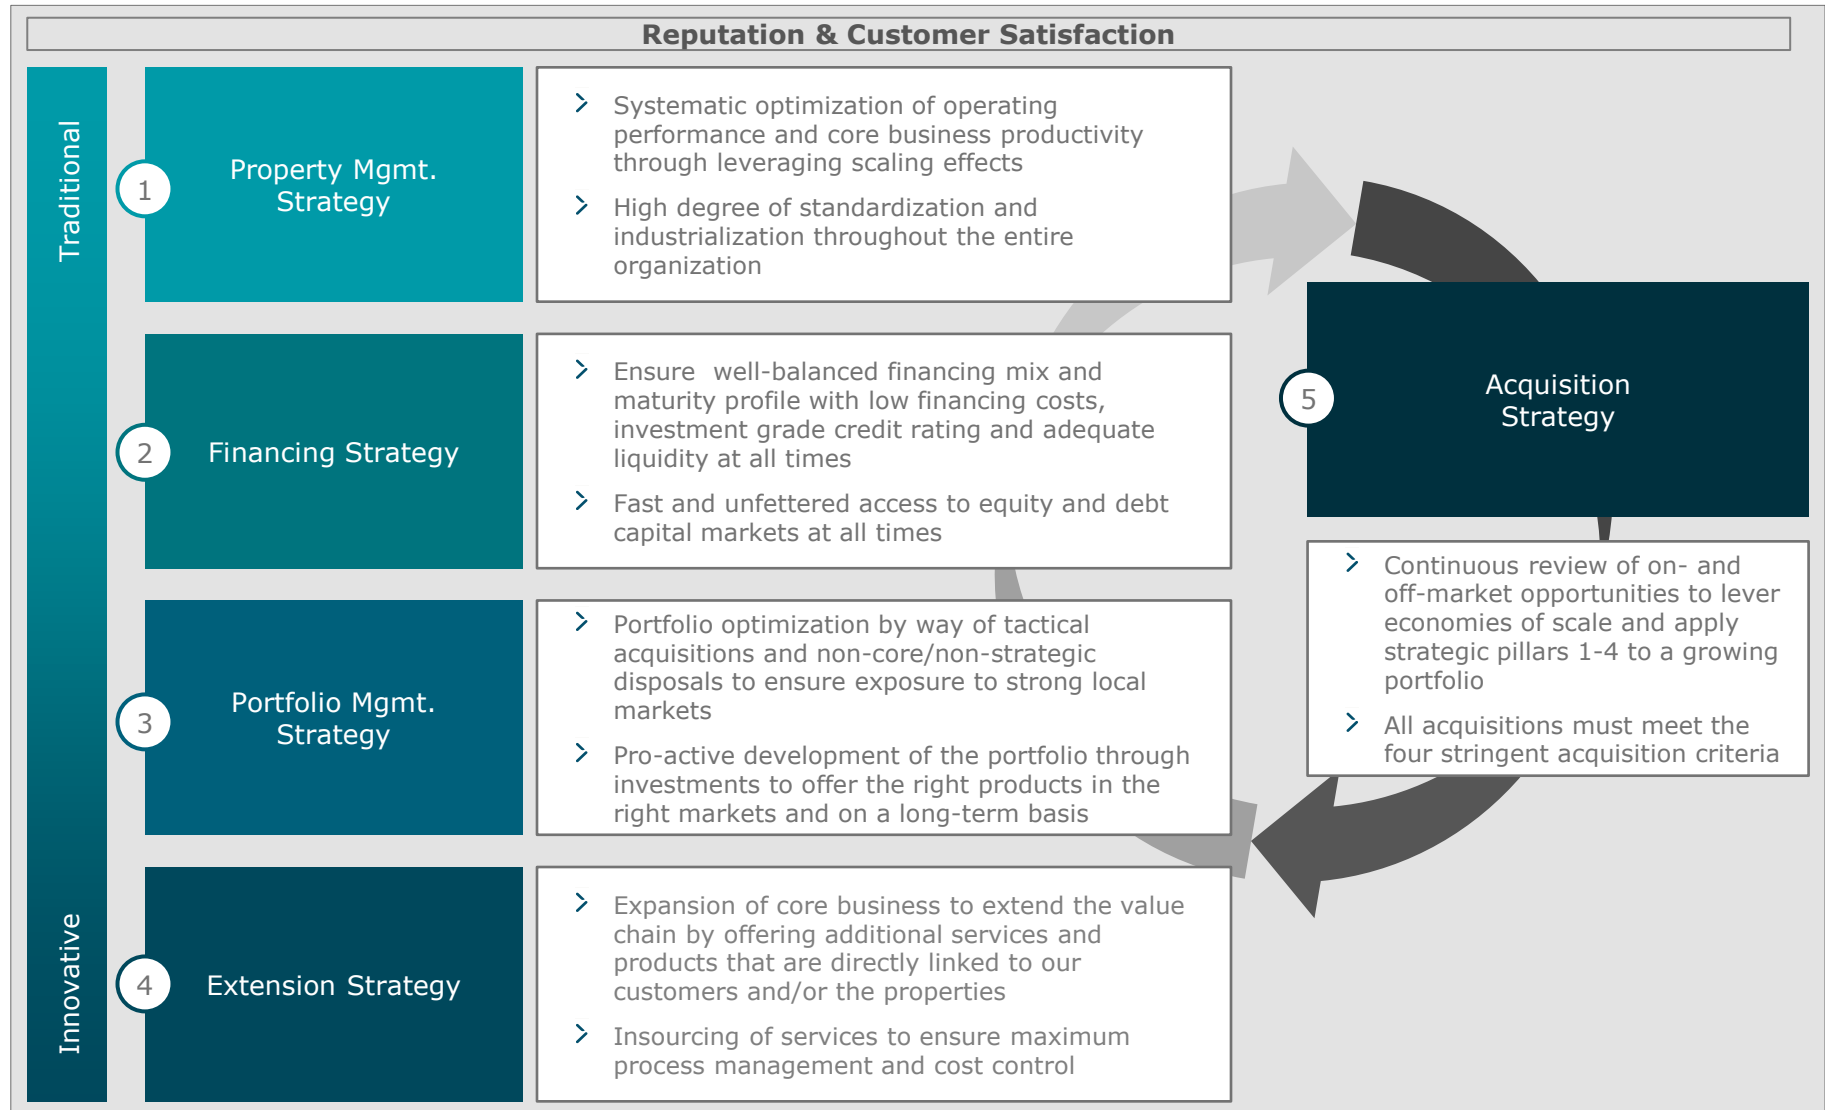 Reputation & Customer Satisfaction
Traditional
1
Property Mgmt.
Strategy
Systematic optimization of operating
performance and core business productivity
through leveraging scaling effects
High degree of standardization and
industrialization throughout the entire
organization
2
Financing Strategy
Ensure  well-balanced financing mix and
maturity profile with low financing costs,
investment grade credit rating and adequate
liquidity at all times
Fast and unfettered access to equity and debt
capital markets at all times
3
Portfolio Mgmt.
Strategy
Portfolio optimization by way of tactical
acquisitions and non-core/non-strategic
disposals to ensure exposure to strong local
markets
Pro-active development of the portfolio through
investments to offer the right products in the
right markets and on a long-term basis
Innovative
4
Extension Strategy
Expansion of core business to extend the value
chain by offering additional services and
products that are directly linked to our
customers and/or the properties
Insourcing of services to ensure maximum
process management and cost control
5
Acquisition
Strategy
Continuous review of on- and
off-market opportunities to lever
economies of scale and apply
strategic pillars 1-4 to a growing
portfolio
All acquisitions must meet the
four stringent acquisition criteria